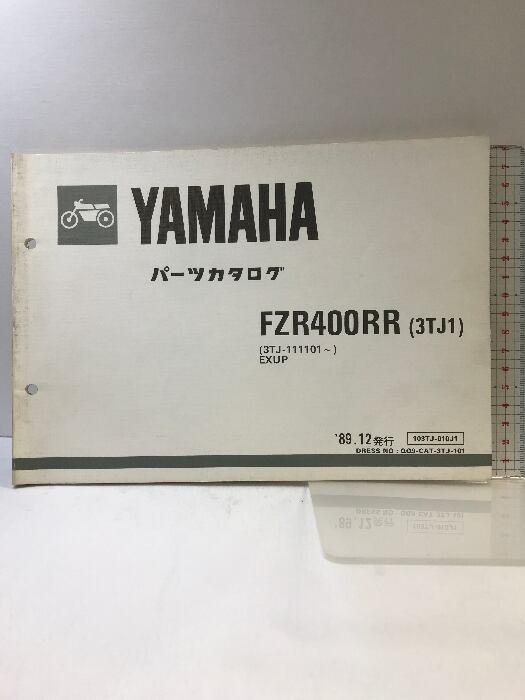 YAMAHA
パーツカタログ
FZR400RR (3TJ1)
(3TJ-111101~)
EXUP
'89.12発行
103TJ-010J1
DRESS NO : QQ9-CAT-3TJ-101